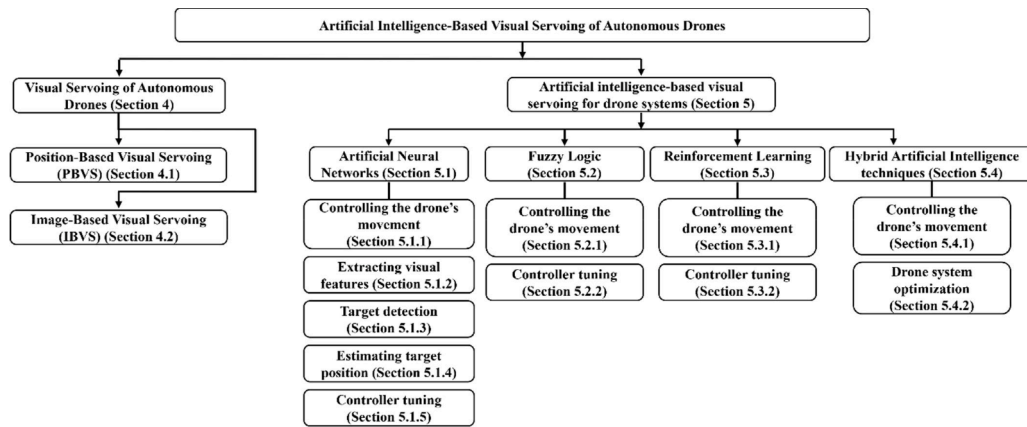 Artificial Intelligence-Based Visual Servoing of Autonomous Drones
Visual Servoing of Autonomous
Drones (Section 4)
Position-Based Visual Servoing
(PBVS) (Section 4.1)
Image-Based Visual Servoing
(IBVS) (Section 4.2)
Artificial intelligence-based visual
servoing for drone systems (Section 5)
Artificial Neural
Networks (Section 5.1)
Controlling the drone's
movement
(Section 5.1.1)
Extracting visual
features (Section 5.1.2)
Target detection
(Section 5.1.3)
Estimating target
position (Section 5.1.4)
Controller tuning
(Section 5.1.5)
Fuzzy Logic
(Section 5.2)
Controlling the
drone's movement
(Section 5.2.1)
Controller tuning
(Section 5.2.2)
Reinforcement Learning
(Section 5.3)
Controlling the
drone's movement
(Section 5.3.1)
Controller tuning
(Section 5.3.2)
Hybrid Artificial Intelligence
techniques (Section 5.4)
Controlling the
drone's movement
(Section 5.4.1)
Drone system
optimization
(Section 5.4.2)